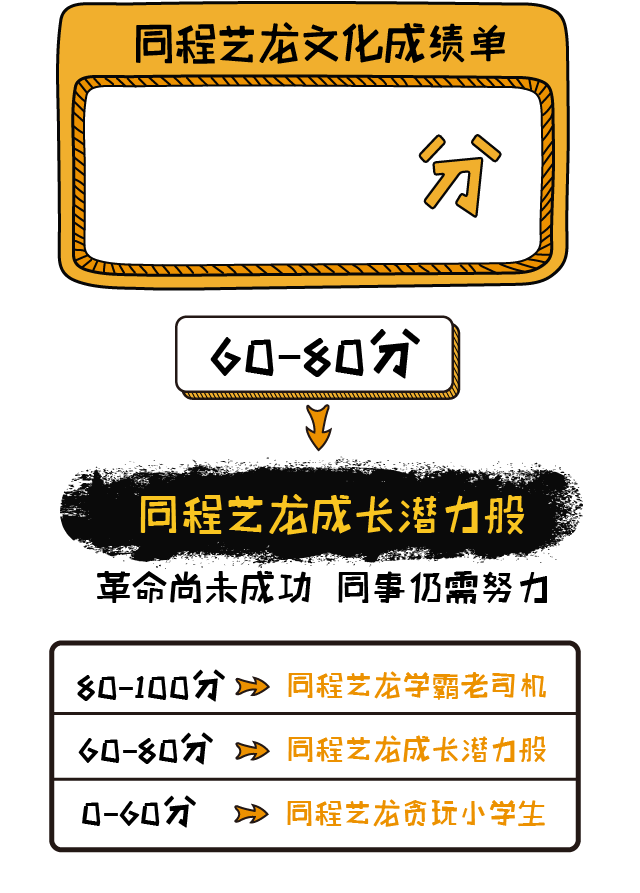 同程艺龙文化成绩单
分
60-80分
同程艺龙成长潜力股
革命尚未成功 同事仍需努力
80-100分 同程艺龙学霸老司机
60-80分 同程艺龙成长潜力股
0-60分 同程艺龙贪玩小学生